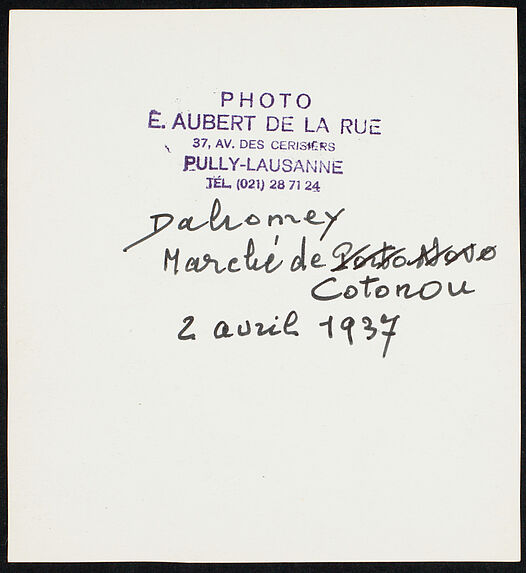 PHOTO
E. AUBERT DE LA RUE
37, AV. DES CERISIERS
PULLY-LAUSANNE
TÉL. (021) 28 71 24
Dahomey
Marché de Porto Novo
Cotonou
2 avril 1937